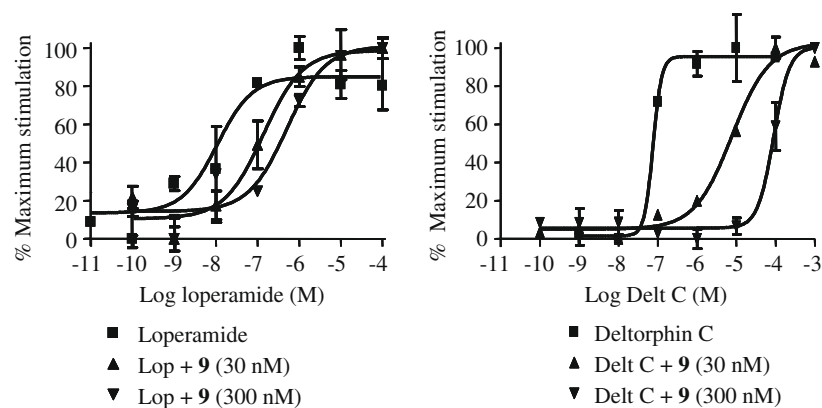 % Maximum stimulation
100
80
60
40
20
0
-11 -10 -9 -8 -7 -6 -5 -4
Log loperamide (M)
Loperamide
Lop + 9 (30 nM)
Lop + 9 (300 nM)
% Maximum stimulation
100
80
60
40
20
0
-11 -10 -9 -8 -7 -6 -5 -4 -3
Log Delt C (M)
Deltorphin C
Delt C + 9 (30 nM)
Delt C + 9 (300 nM)